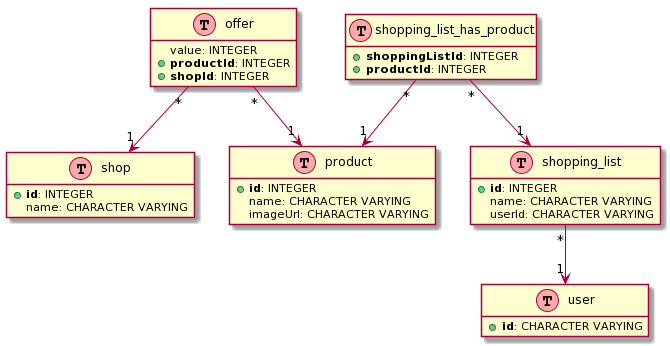 T offer
value: INTEGER
productId: INTEGER
shopId: INTEGER
T shopping_list_has_product
shoppingListId: INTEGER
productId: INTEGER
* * * *
1 1 1 1
T shop
id: INTEGER
name: CHARACTER VARYING
T product
id: INTEGER
name: CHARACTER VARYING
imageUrl: CHARACTER VARYING
T shopping_list
id: INTEGER
name: CHARACTER VARYING
userId: CHARACTER VARYING
*
1
T user
id: CHARACTER VARYING